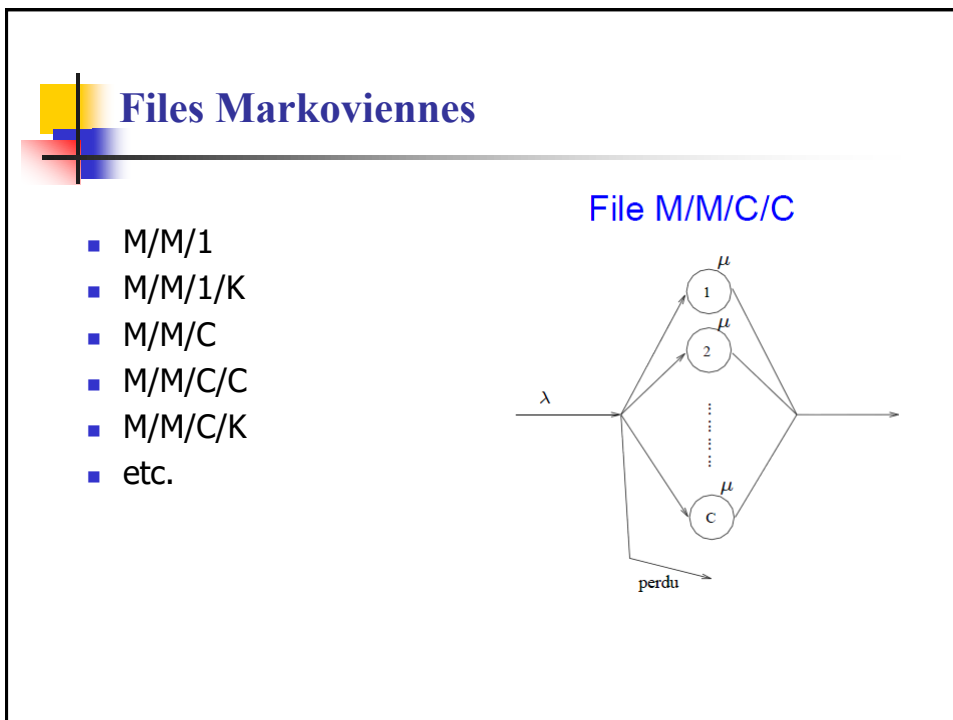 Files Markoviennes
M/M/1
M/M/1/K
M/M/C
M/M/C/C
M/M/C/K
etc.
File M/M/C/C
μ
1
μ
2
λ
μ
C
perdu